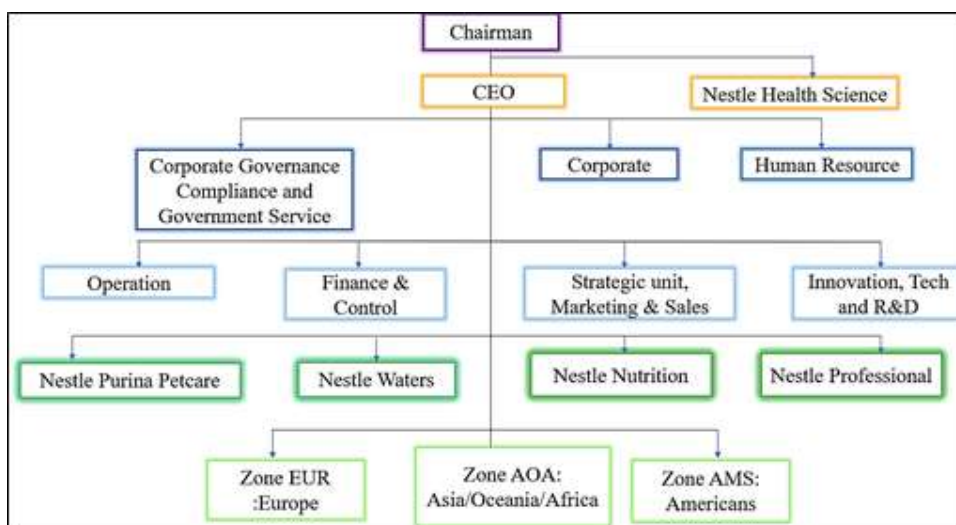 Chairman
CEO
Nestle Health Science
Corporate Governance
Compliance and
Government Service
Corporate
Human Resource
Operation
Finance &
Control
Strategic unit,
Marketing & Sales
Innovation, Tech
and R&D
Nestle Purina Petcare
Nestle Waters
Nestle Nutrition
Nestle Professional
Zone EUR
:Europe
Zone AOA:
Asia/Oceania/Africa
Zone AMS:
Americans